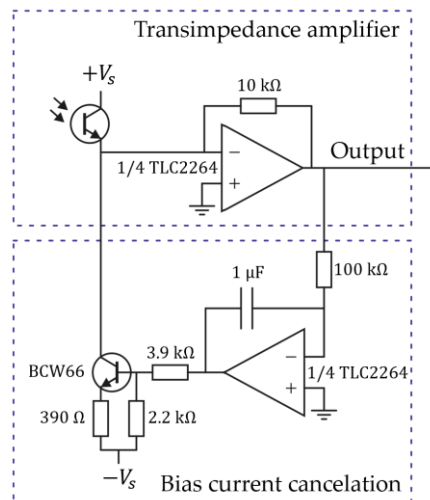 Transimpedance amplifier
+Vs
10 kΩ
−
1/4 TLC2264
+
Output
1 μF
100 kΩ
3.9 kΩ
BCW66
−
1/4 TLC2264
+
390 Ω
2.2 kΩ
−Vs
Bias current cancelation